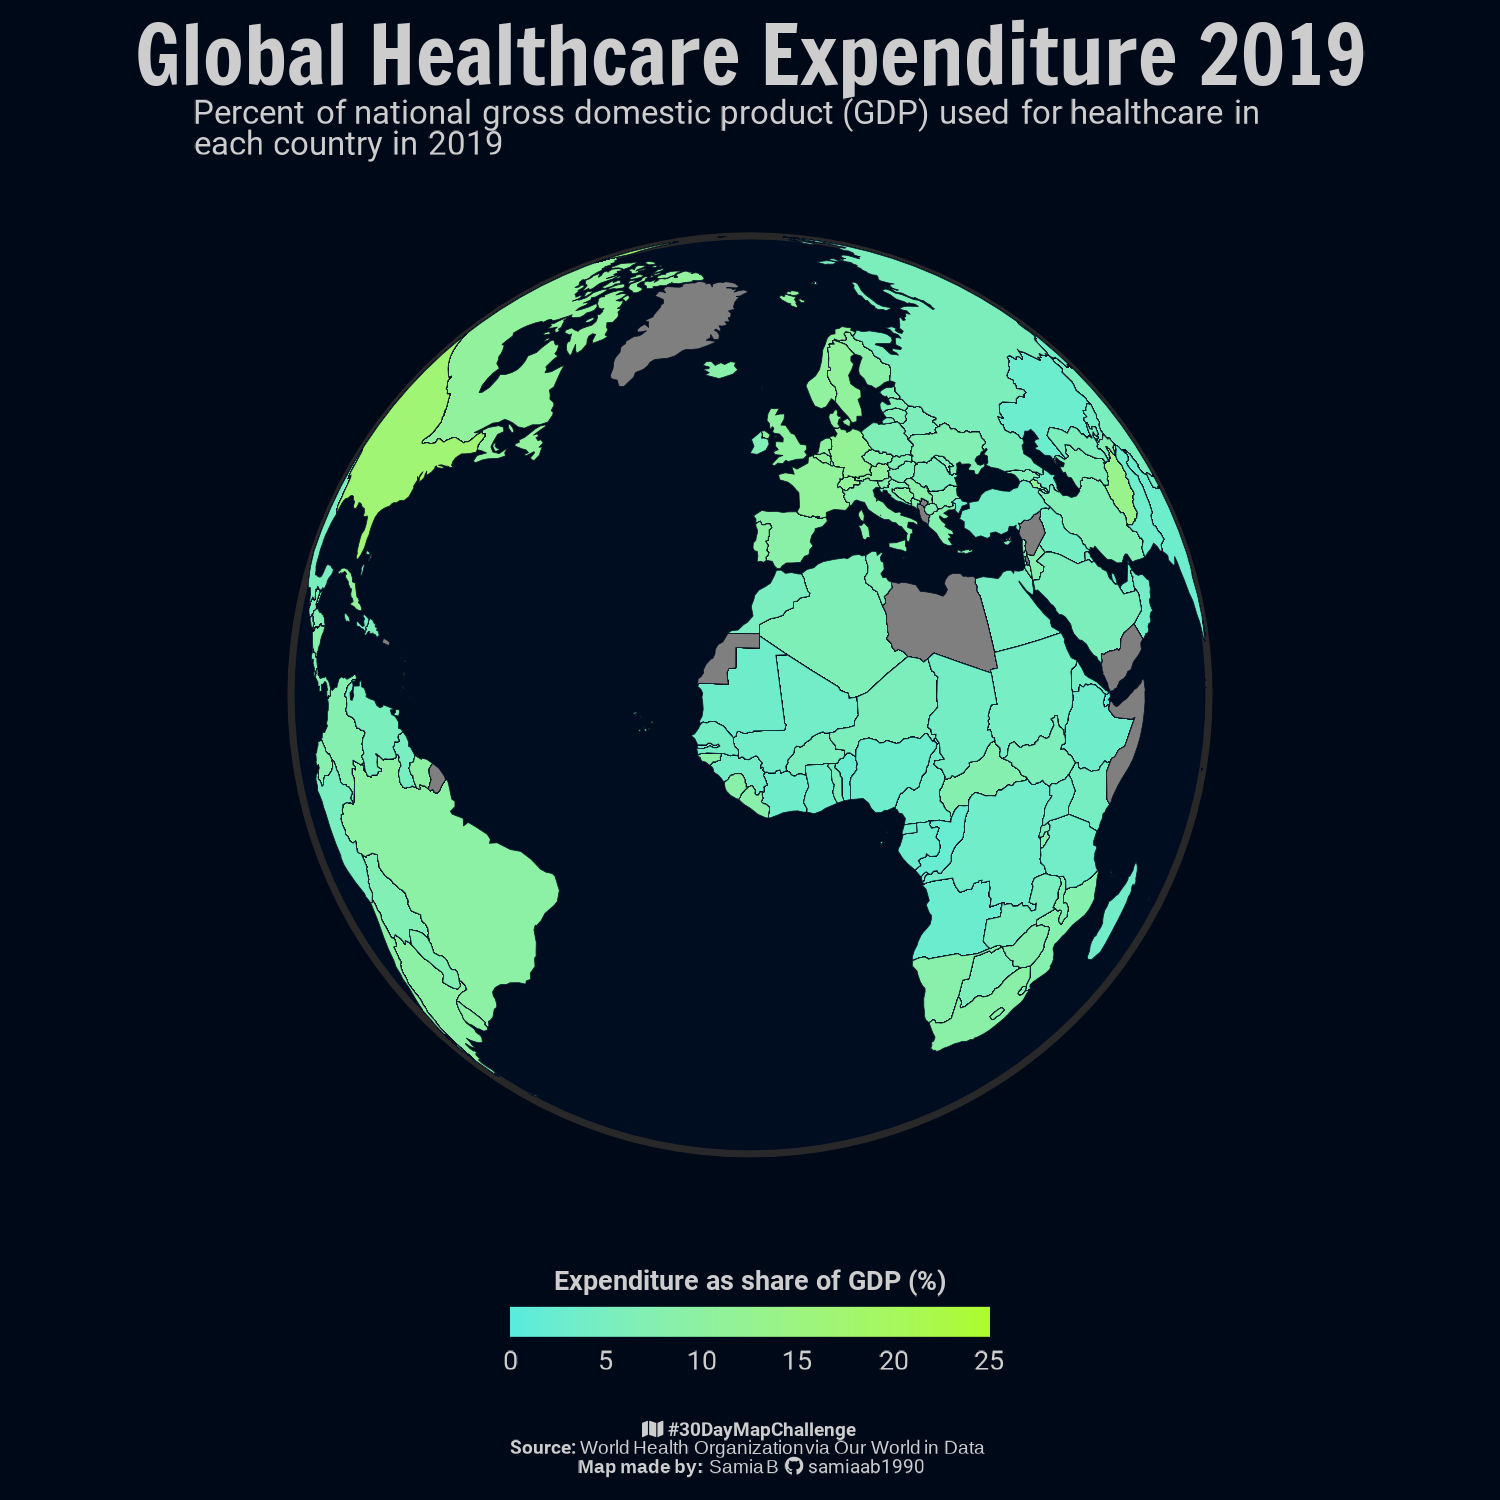 Global Healthcare Expenditure 2019
Percent of national gross domestic product (GDP) used for healthcare in
each country in 2019
Expenditure as share of GDP (%)
0 5 10 15 20 25
#30DayMapChallenge
Source: World Health Organization via Our World in Data
Map made by: Samia B samiaab1990